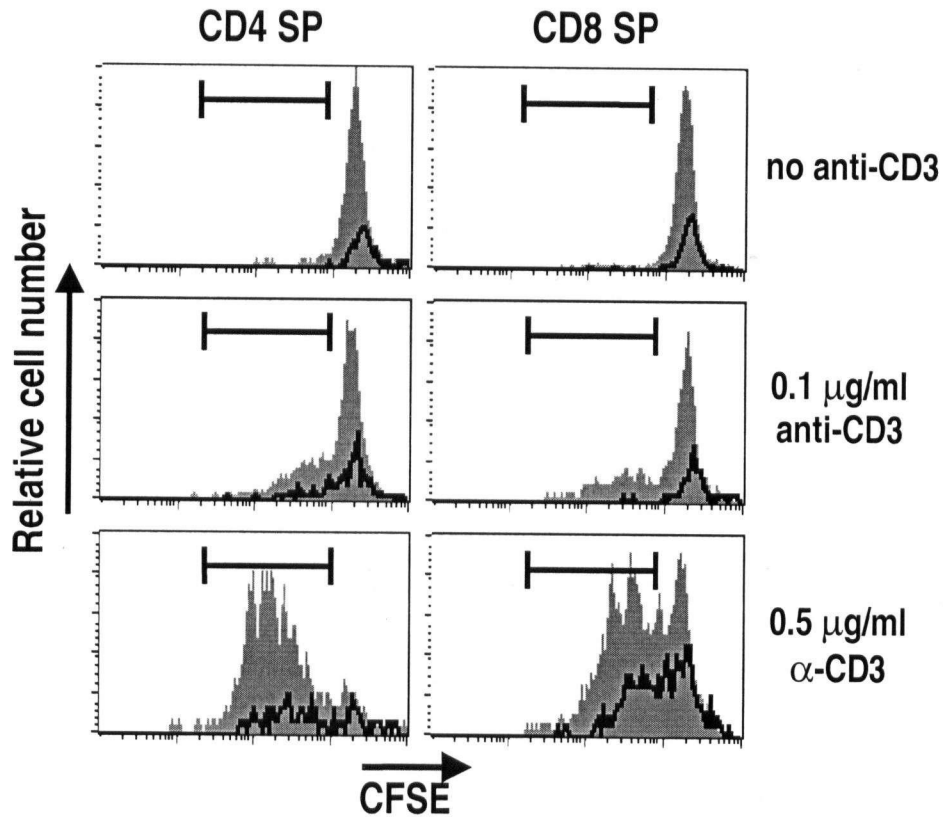 CD4 SP
CD8 SP
no anti-CD3
Relative cell number
0.1 µg/ml
anti-CD3
0.5 µg/ml
α-CD3
CFSE